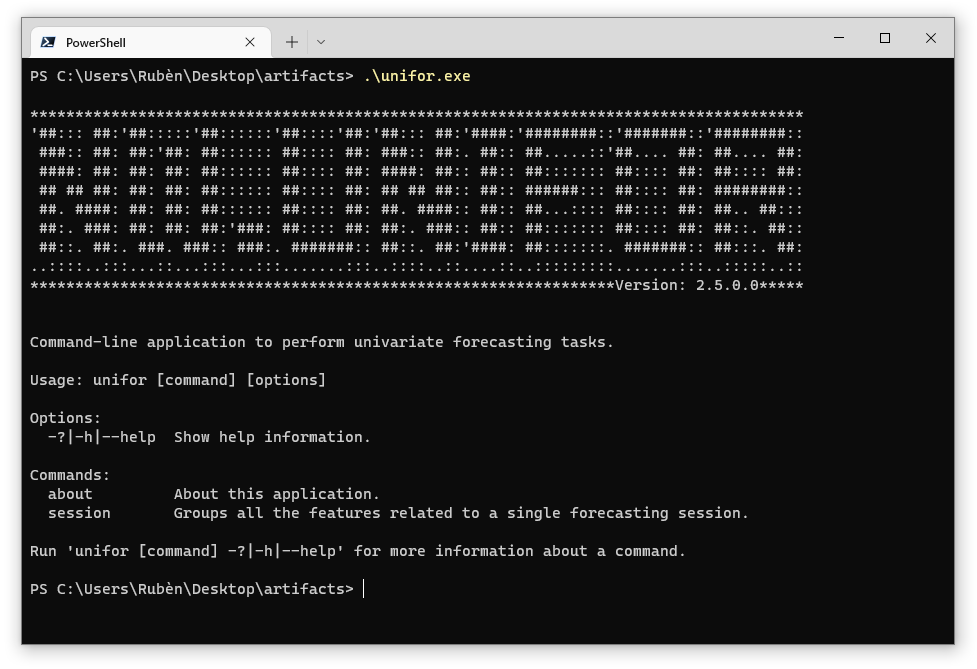 PowerShell
PS C:\Users\Rubèn\Desktop\artifacts> .\unifor.exe
**************************************************************************************
'##::: ##:'##:::::'##::::::'##::::'##:'##::: ##:'####:'########::'#######::'########::
 ###:: ##: ##:'##: ##:::::: ##:::: ##: ###:: ##:. ##:: ##.....::'##.... ##: ##.... ##:
 ####: ##: ##: ##: ##:::::: ##:::: ##: ####: ##:: ##:: ##::::::: ##:::: ##: ##:::: ##:
 ## ## ##: ##: ##: ##:::::: ##:::: ##: ## ## ##:: ##:: ######::: ##:::: ##: ########::
 ##. ####: ##: ##: ##:::::: ##:::: ##: ##. ####:: ##:: ##...:::: ##:::: ##: ##.. ##:::
 ##:. ###: ##: ##: ##:'###: ##:::: ##: ##:. ###:: ##:: ##::::::: ##:::: ##: ##::. ##::
 ##::. ##:. ###. ###:: ###:. #######:: ##::. ##:'####: ##:::::::. #######:: ##:::. ##:
..::::..:::...::...:::...:::.......:::..::::..::....::..:::::::::.......:::..:::::..::
*****************************************************************Version: 2.5.0.0*****
Command-line application to perform univariate forecasting tasks.
Usage: unifor [command] [options]
Options:
  -?|-h|--help  Show help information.
Commands:
  about         About this application.
  session       Groups all the features related to a single forecasting session.
Run 'unifor [command] -?|-h|--help' for more information about a command.
PS C:\Users\Rubèn\Desktop\artifacts>